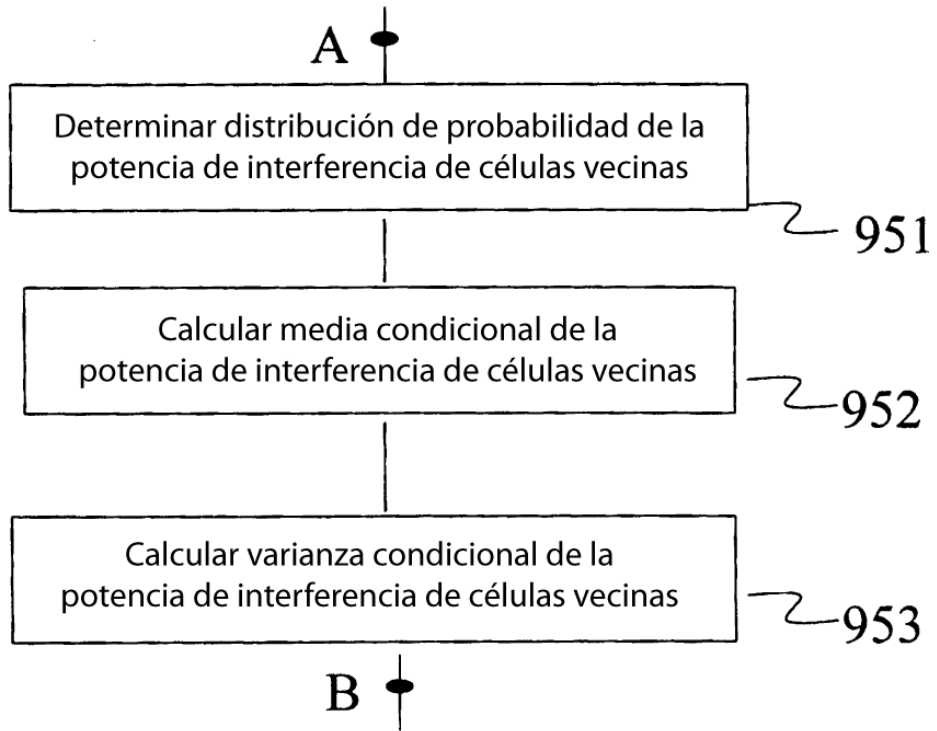 A
Determinar distribución de probabilidad de la
potencia de interferencia de células vecinas
951
Calcular media condicional de la
potencia de interferencia de células vecinas
952
Calcular varianza condicional de la
potencia de interferencia de células vecinas
953
B